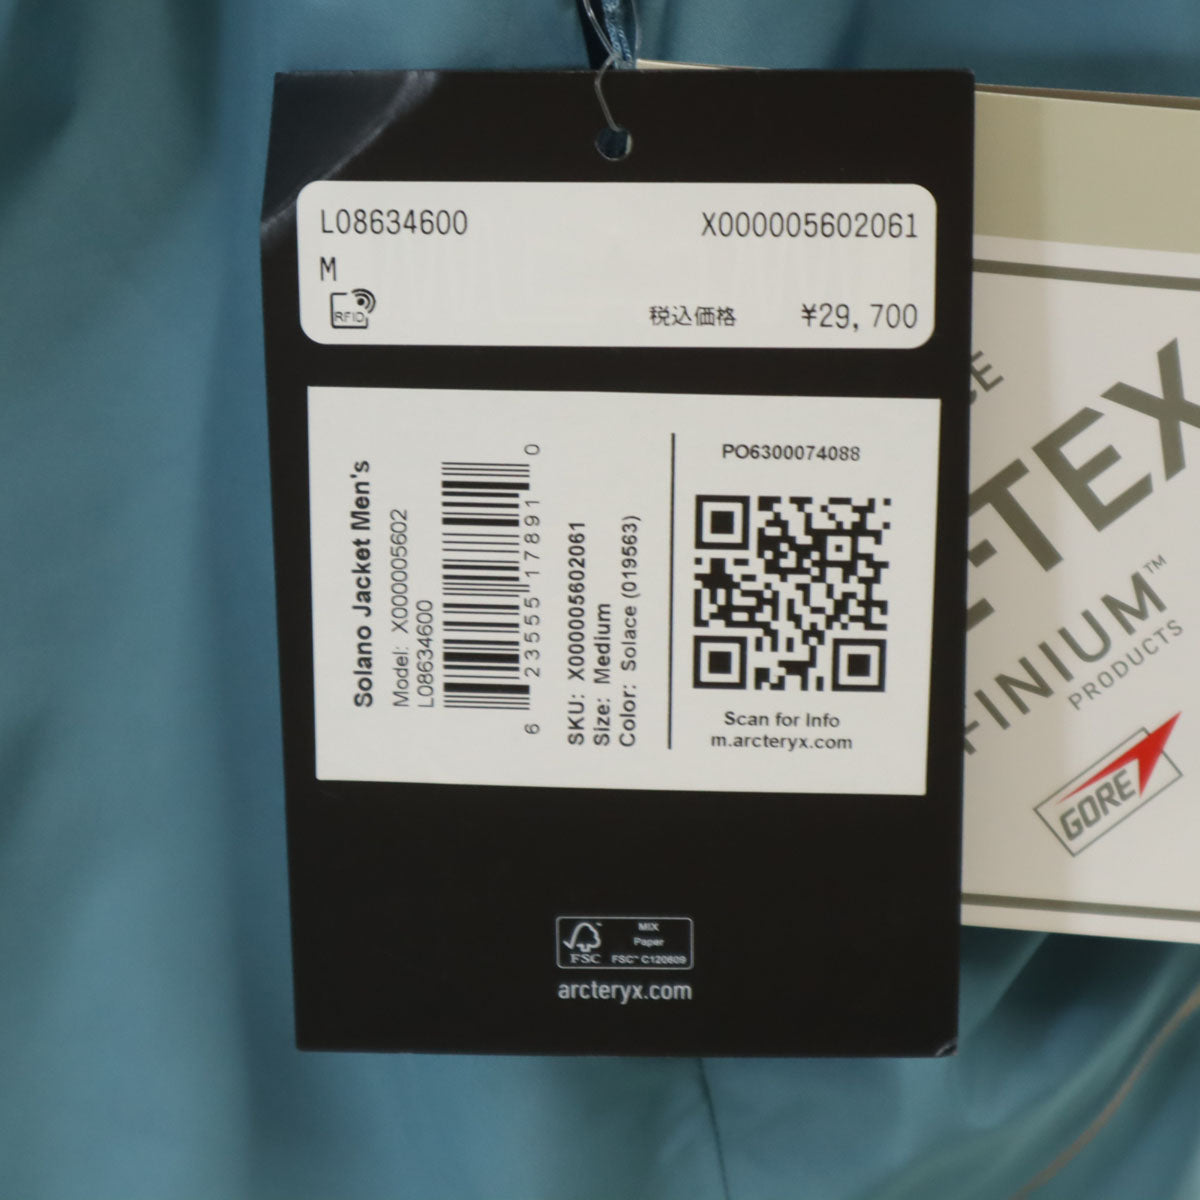 L08634600
X000005602061
M
RFID
税込価格 ¥29,700
Solano Jacket Men's
Model: X000005602
L08634600
6 23555 17891 0
SKU: X000005602061
Size: Medium
Color: Solace (019563)
PO6300074088
Scan for Info
m.arcteryx.com
MIX
Paper
FSC™ C120609
FSC
arcteryx.com
-TEX
FINIUM™
PRODUCTS
GORE